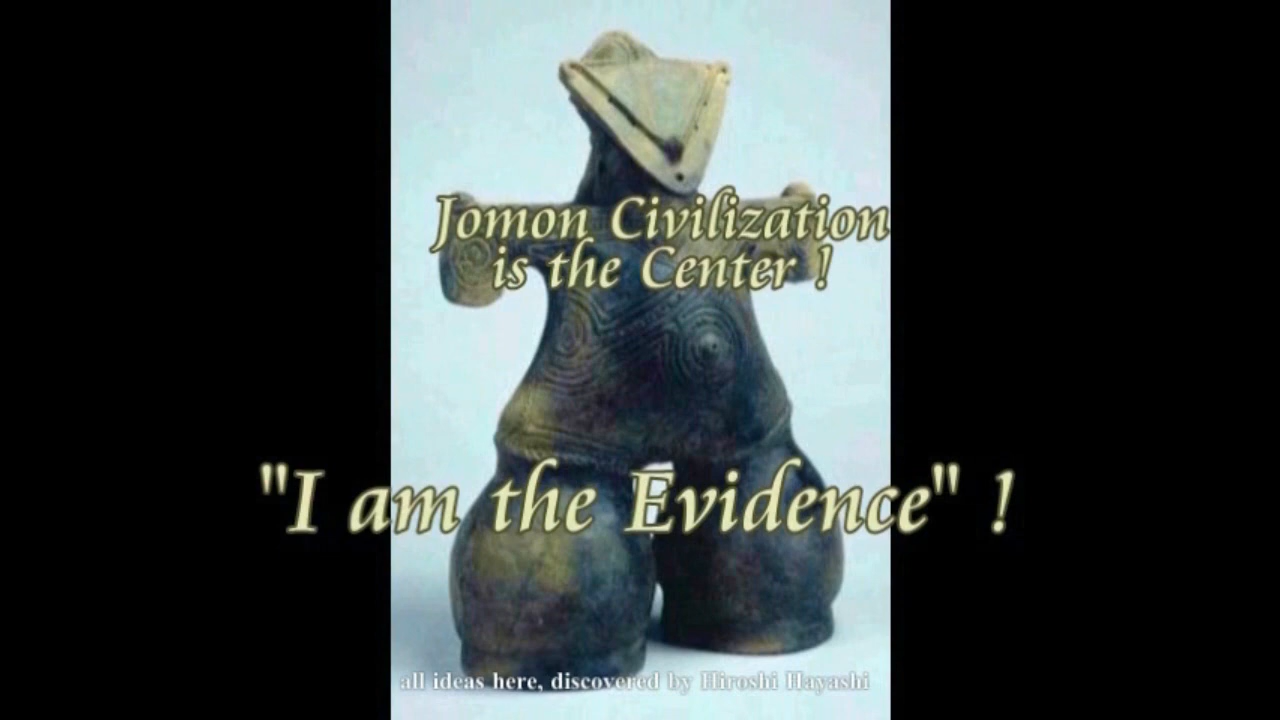 Jomon Civilization
is the Center !
"I am the Evidence" !
all ideas here, discovered by Hiroshi Hayashi